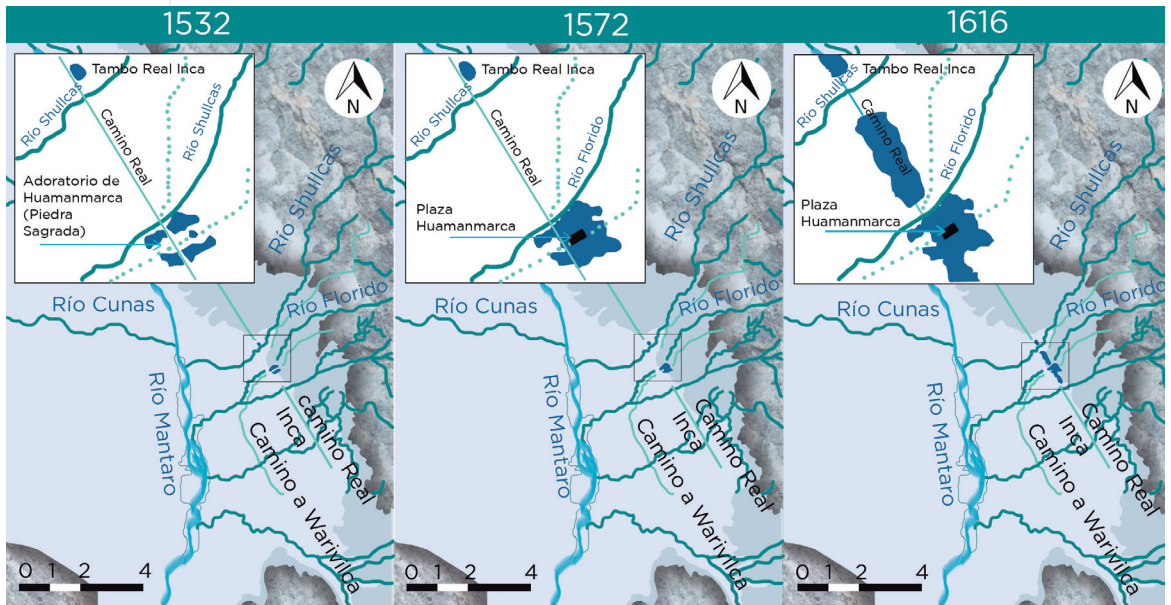 1532
Tambo Real Inca
Río Shullcas
Camino Real
Río Shullcas
Adoratorio de
Huamanmarca
(Piedra
Sagrada)
N
Río Shullcas
Río Cunas
Río Florido
Río Mantaro
camino Real
Inca
Camino a Warivilca
0 1 2 4
1572
Tambo Real Inca
Río Shullcas
Camino Real
Río Florido
Plaza
Huamanmarca
N
Río Shullcas
Río Cunas
Río Florido
Río Mantaro
Camino Real
Inca
Camino a Warivilca
0 1 2 4
1616
Tambo Real Inca
Río Shullcas
Camino Real
Río Florido
Plaza
Huamanmarca
N
Río Shullcas
Río Cunas
Río Florido
Río Mantaro
Camino Real
Inca
Camino a Warivilca
0 1 2 4